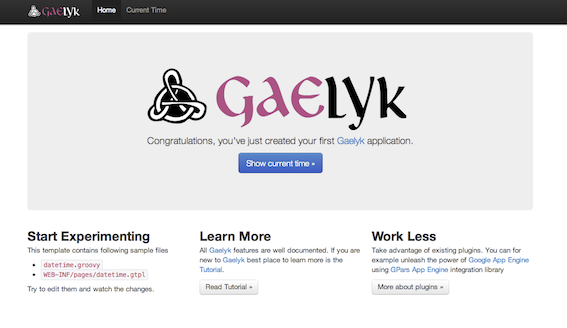 GAELYK Home Current Time
GAELYK
Congratulations, you've just created your first Gaelyk application.
Show current time »
Start Experimenting
This template contains following sample files
datetime.groovy
WEB-INF/pages/datetime.gtpl
Try to edit them and watch the changes.
Learn More
All Gaelyk features are well documented. If you are
new to Gaelyk best place to learn more is the
Tutorial.
Read Tutorial »
Work Less
Take advantage of existing plugins. You can for
example unleash the power of Google App Engine
using GPars App Engine integration library
More about plugins »